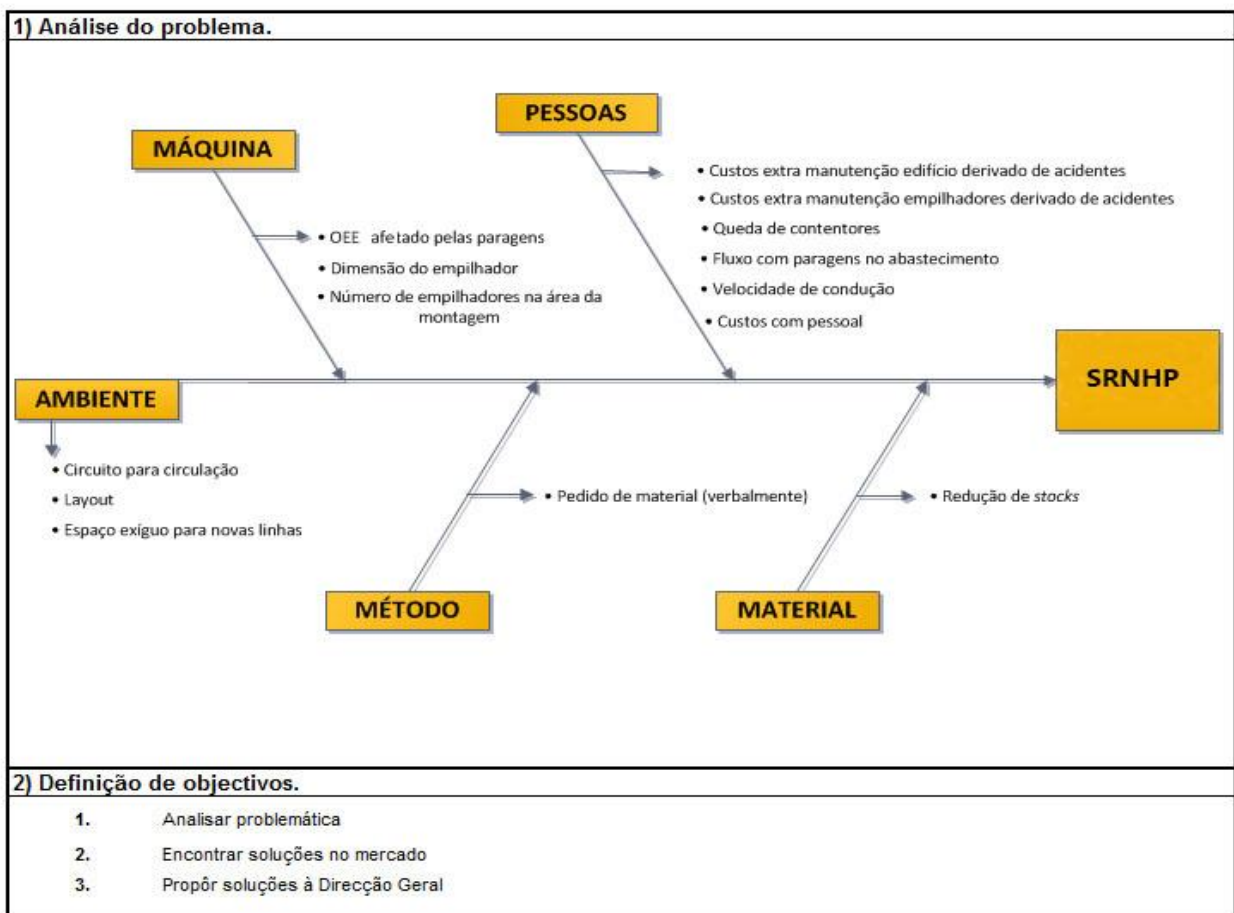 1) Análise do problema.
PESSOAS
MÁQUINA
• Custos extra manutenção edifício derivado de acidentes
• Custos extra manutenção empilhadores derivado de acidentes
• Queda de contentores
• Fluxo com paragens no abastecimento
• Velocidade de condução
• Custos com pessoal
• OEE afetado pelas paragens
• Dimensão do empilhador
• Número de empilhadores na área da
montagem
SRNHP
AMBIENTE
• Circuito para circulação
• Layout
• Espaço exíguo para novas linhas
• Pedido de material (verbalmente)
• Redução de stocks
MÉTODO
MATERIAL
2) Definição de objectivos.
1. Analisar problemática
2. Encontrar soluções no mercado
3. Propôr soluções à Direcção Geral